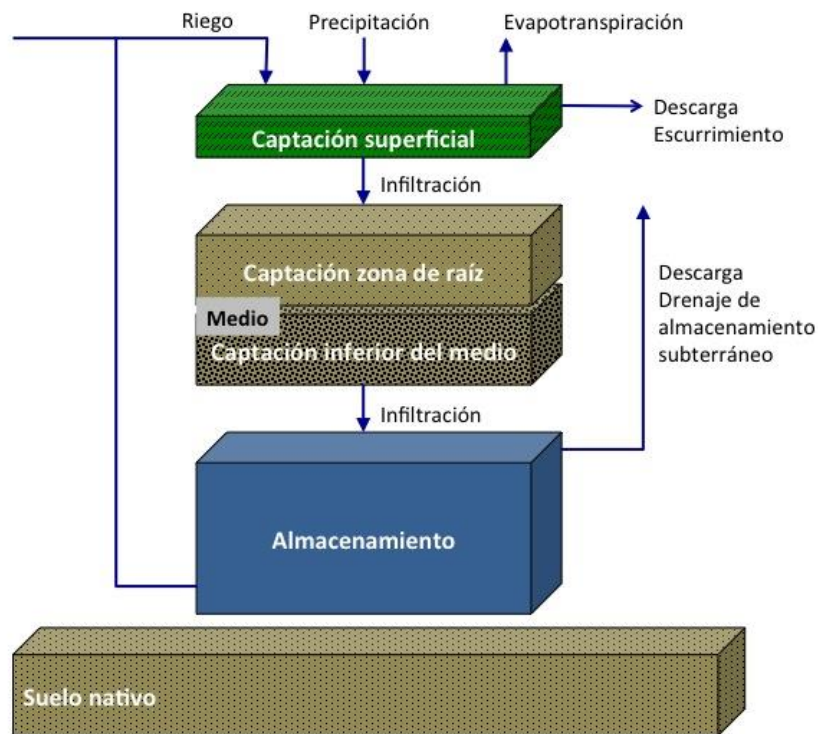 Riego
Precipitación
Evapotranspiración
Captación superficial
Descarga
Escurrimiento
Infiltración
Captación zona de raíz
Medio
Captación inferior del medio
Descarga
Drenaje de
almacenamiento
subterráneo
Infiltración
Almacenamiento
Suelo nativo